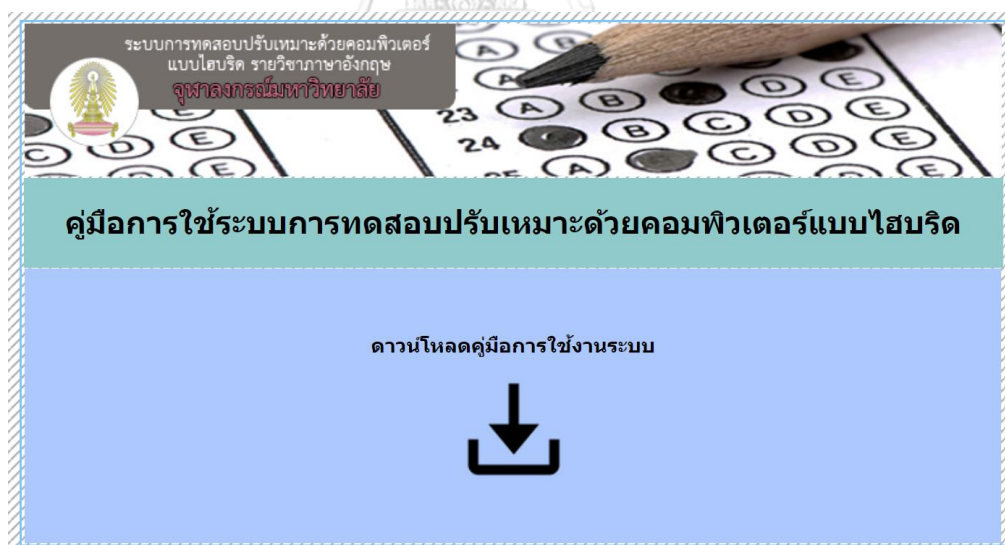 ระบบการทดสอบปรับเหมาะด้วยคอมพิวเตอร์
แบบไฮบริด รายวิชาภาษาอังกฤษ
จุฬาลงกรณ์มหาวิทยาลัย
A B
A
23 A B C D E
24 B C D E
A C D E
D E
C D E
E
คู่มือการใช้ระบบการทดสอบปรับเหมาะด้วยคอมพิวเตอร์แบบไฮบริด
ดาวน์โหลดคู่มือการใช้งานระบบ